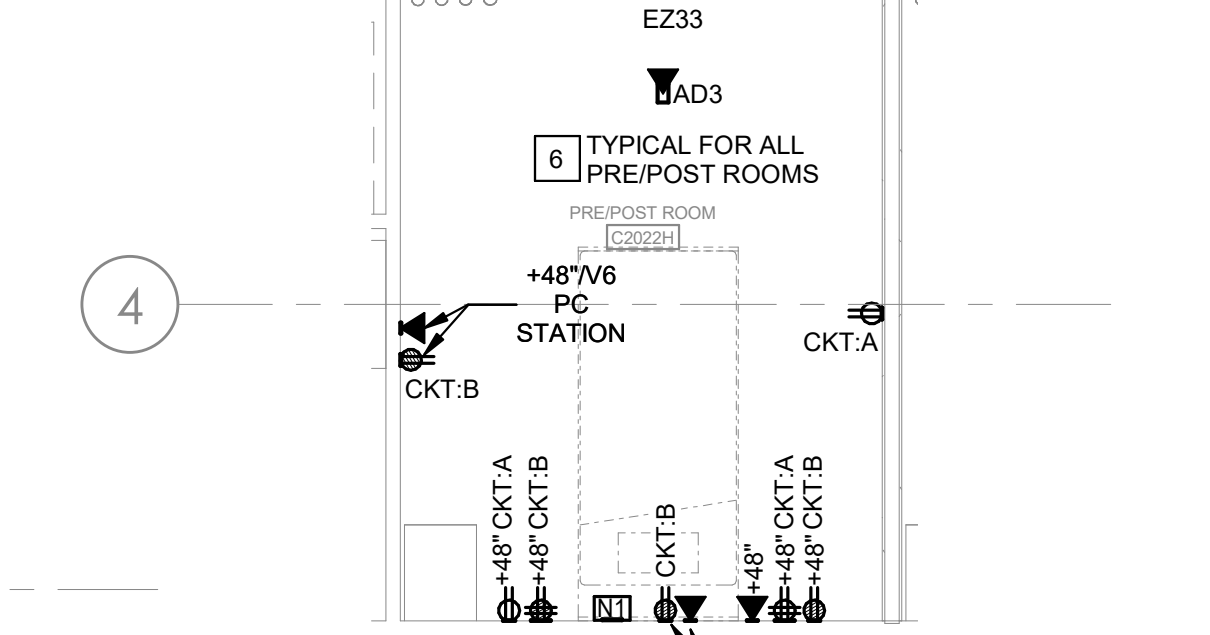 EZ33
AD3
6
TYPICAL FOR ALL
PRE/POST ROOMS
PRE/POST ROOM
C2022H
4
+48"/V6
PC
STATION
CKT:A
CKT:B
+48" CKT:A
+48" CKT:B
CKT:B
+48"
+48" CKT:A
+48" CKT:B
N1